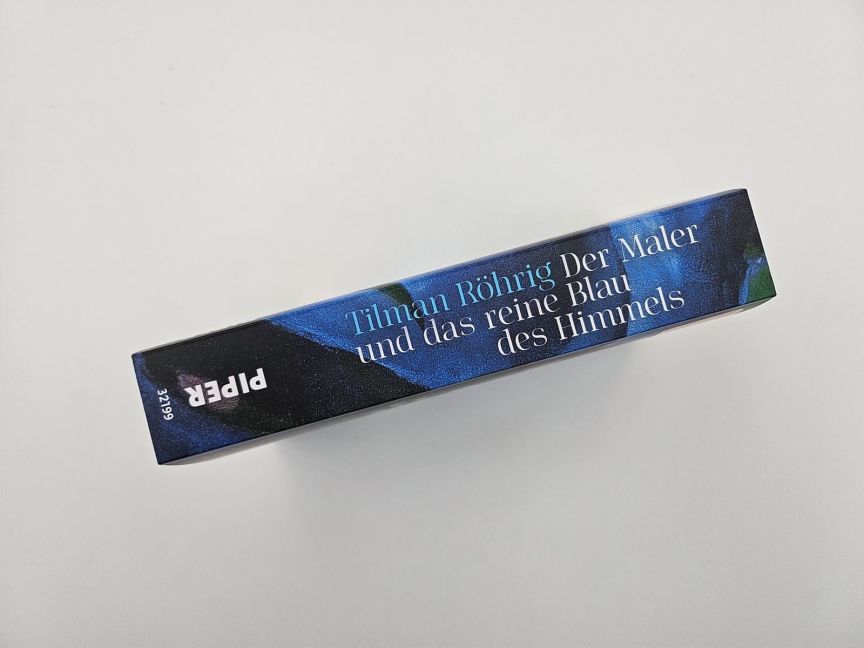 Tilman Röhrig Der Maler
und das reine Blau
des Himmels
PIPER
32199